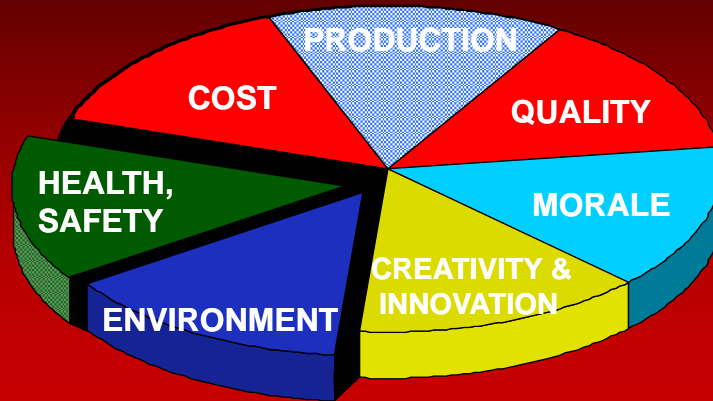 PRODUCTION
COST
QUALITY
HEALTH,
SAFETY
MORALE
CREATIVITY &
INNOVATION
ENVIRONMENT